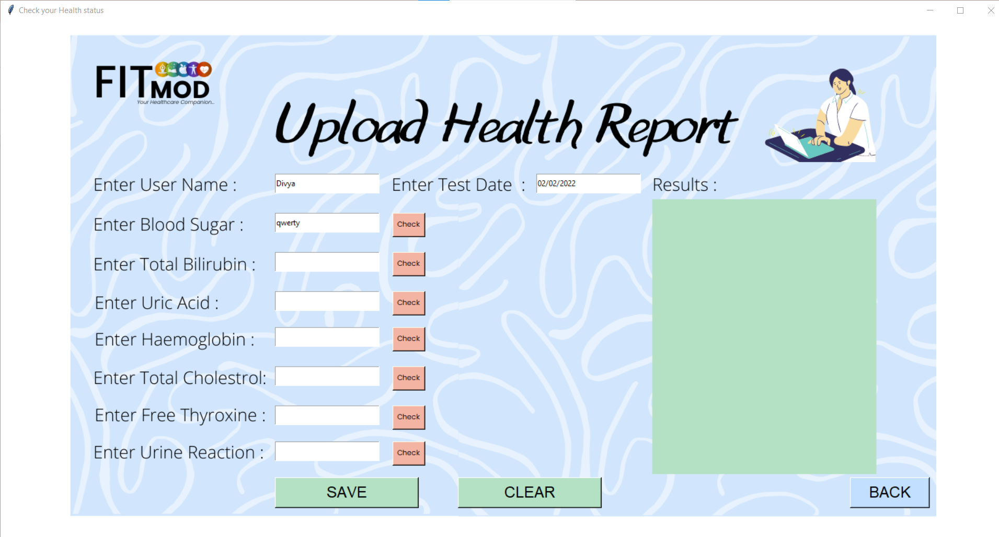 Check your Health status
FIT MOD
Your Healthcare Companion..
Upload Health Report
Enter User Name : Divya Enter Test Date : 02/02/2022 Results :
Enter Blood Sugar : qwerty Check
Enter Total Bilirubin : Check
Enter Uric Acid : Check
Enter Haemoglobin : Check
Enter Total Cholestrol: Check
Enter Free Thyroxine : Check
Enter Urine Reaction : Check
SAVE CLEAR BACK